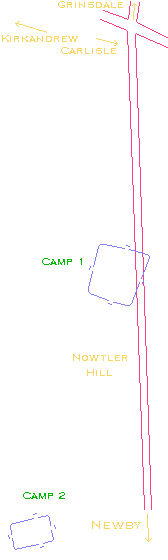 Grinsdale
Kirkandrew
Carlisle
Camp 1
Nowtler
Hill
Camp 2
Newby